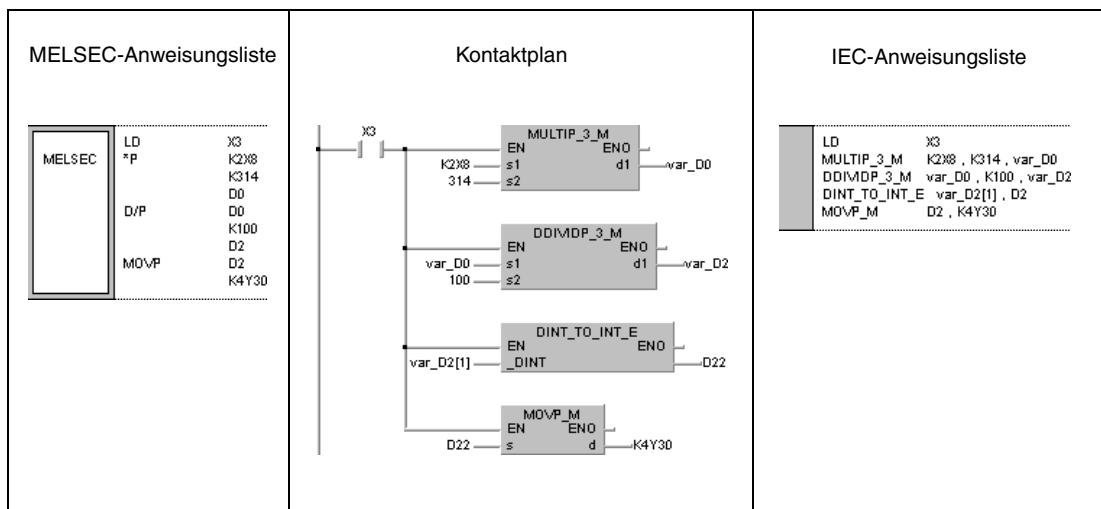 MELSEC-Anweisungsliste
MELSEC
LD X3
*P K2X8
K314
D0
D/P D0
K100
D2
MOVP D2
K4Y30
Kontaktplan
X3
MULTIP_3_M
EN ENO
K2X8 s1 d1 var_D0
314 s2
DDIVIDP_3_M
EN ENO
var_D0 s1 d1 var_D2
100 s2
DINT_TO_INT_E
EN ENO
var_D2[1] _DINT D22
MOVP_M
EN ENO
D22 s d K4Y30
IEC-Anweisungsliste
LD X3
MULTIP_3_M K2X8 , K314 , var_D0
DDIVIDP_3_M var_D0 , K100 , var_D2
DINT_TO_INT_E var_D2[1] , D2
MOVP_M D2 , K4Y30